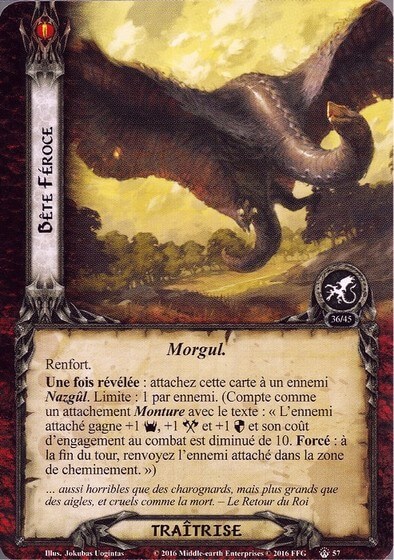 BÊTE FÉROCE
36/45
Morgul.
Renfort.
Une fois révélée : attachez cette carte à un ennemi
Nazgûl. Limite : 1 par ennemi. (Compte comme
un attachement Monture avec le texte : « L'ennemi
attaché gagne +1 , +1 et +1 et son coût
d'engagement au combat est diminué de 10. Forcé : à
la fin du tour, renvoyez l'ennemi attaché dans la zone
de cheminement. »)
... aussi horribles que des charognards, mais plus grands que
des aigles, et cruels comme la mort. – Le Retour du Roi
TRAÎTRISE
Illus. Jokubas Uogintas © 2016 Middle-earth Enterprises © 2016 FFG 57